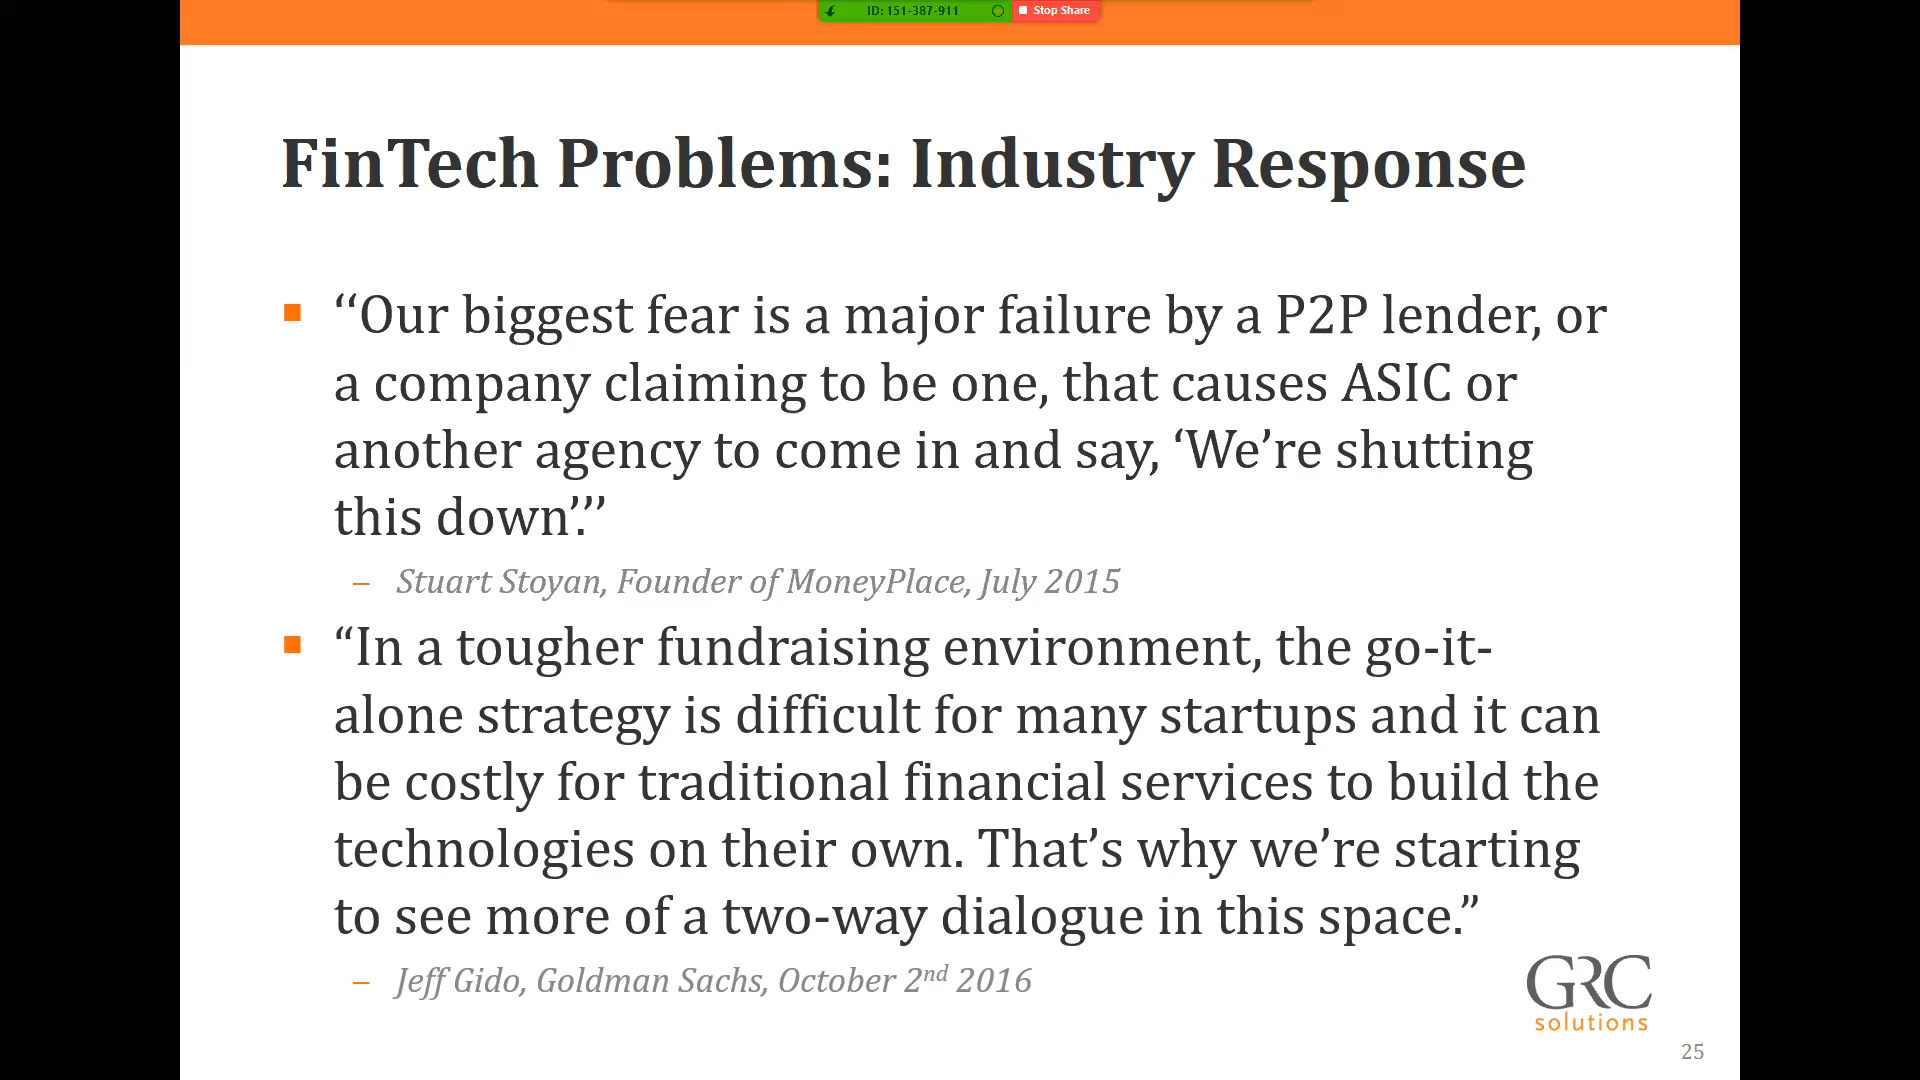 ID: 151-387-911
Stop Share
FinTech Problems: Industry Response
‘‘Our biggest fear is a major failure by a P2P lender, or
a company claiming to be one, that causes ASIC or
another agency to come in and say, ‘We’re shutting
this down’.’’
– Stuart Stoyan, Founder of MoneyPlace, July 2015
“In a tougher fundraising environment, the go-it-
alone strategy is difficult for many startups and it can
be costly for traditional financial services to build the
technologies on their own. That’s why we’re starting
to see more of a two-way dialogue in this space.”
– Jeff Gido, Goldman Sachs, October 2nd 2016
GRC
solutions
25